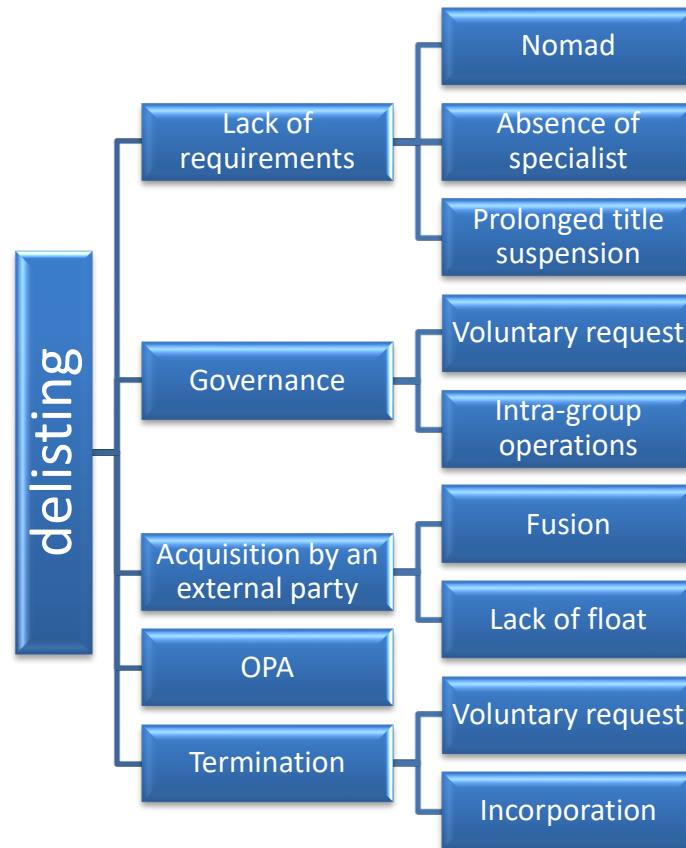 delisting
Lack of
requirements
Nomad
Absence of
specialist
Prolonged title
suspension
Governance
Voluntary request
Intra-group
operations
Acquisition by an
external party
Fusion
Lack of float
OPA
Termination
Voluntary request
Incorporation